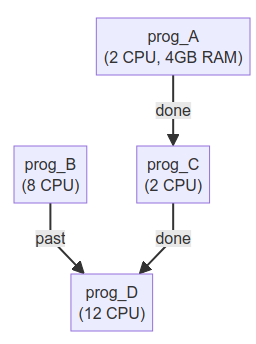 prog_A
(2 CPU, 4GB RAM)
done
prog_B
(8 CPU)
prog_C
(2 CPU)
past
done
prog_D
(12 CPU)